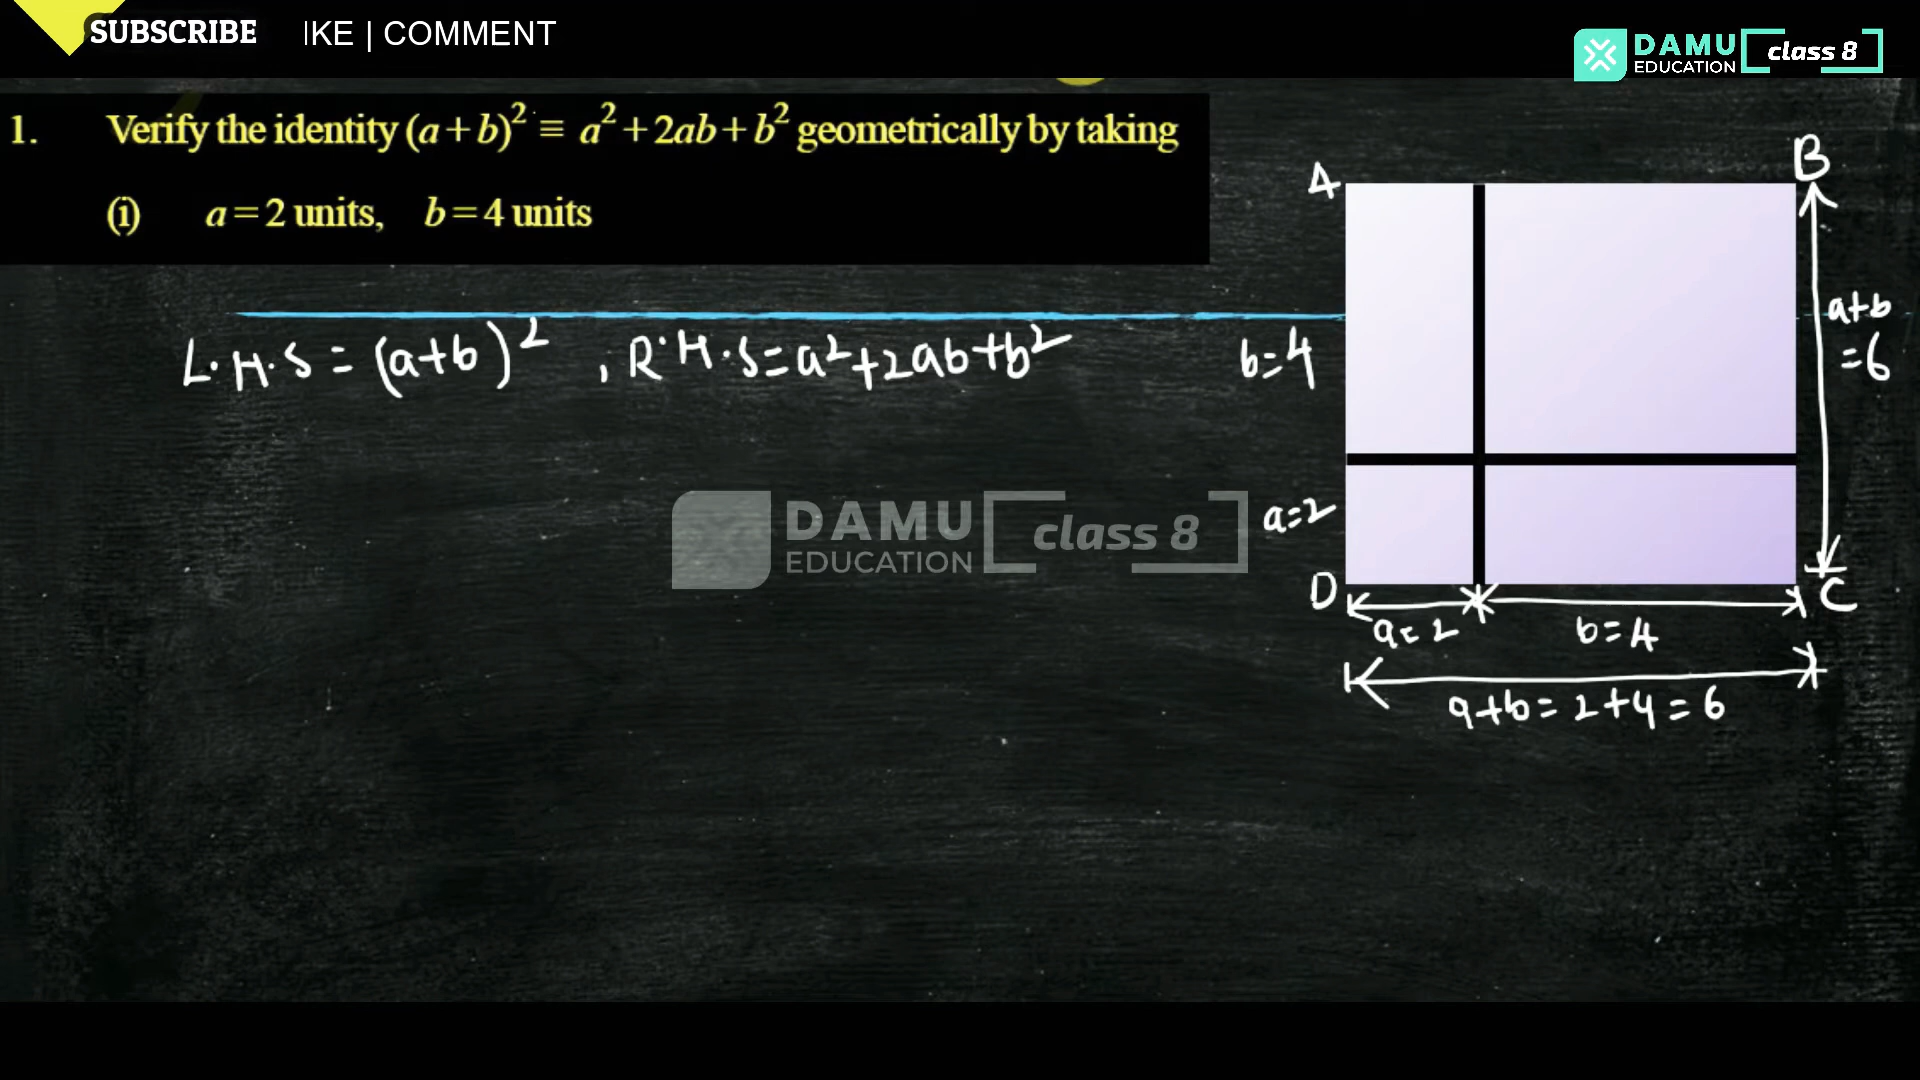 SUBSCRIBE IKE | COMMENT
DAMU EDUCATION class 8
1. Verify the identity (a+b)² ≡ a²+2ab+b² geometrically by taking
(i) a=2 units, b=4 units
L.H.S = (a+b)² , R.H.S=a²+2ab+b²
A
B
b=4
a+b
=6
a=2
D
C
a=2
b=4
a+b=2+4=6
DAMU EDUCATION class 8